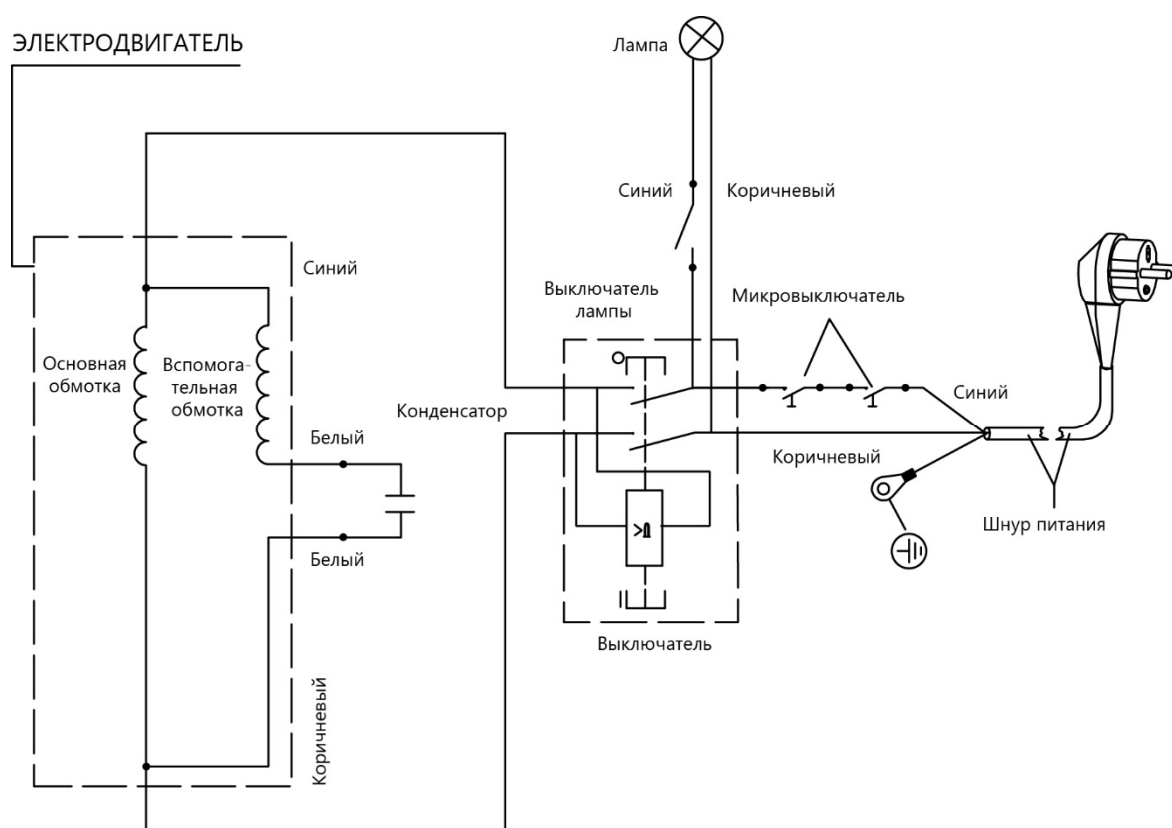 ЭЛЕКТРОДВИГАТЕЛЬ
Лампа
Синий
Коричневый
Синий
Выключатель
лампы
Микровыключатель
Основная
обмотка
Вспомога-
тельная
обмотка
Конденсатор
Синий
Белый
Коричневый
Белый
Шнур питания
Выключатель
Коричневый